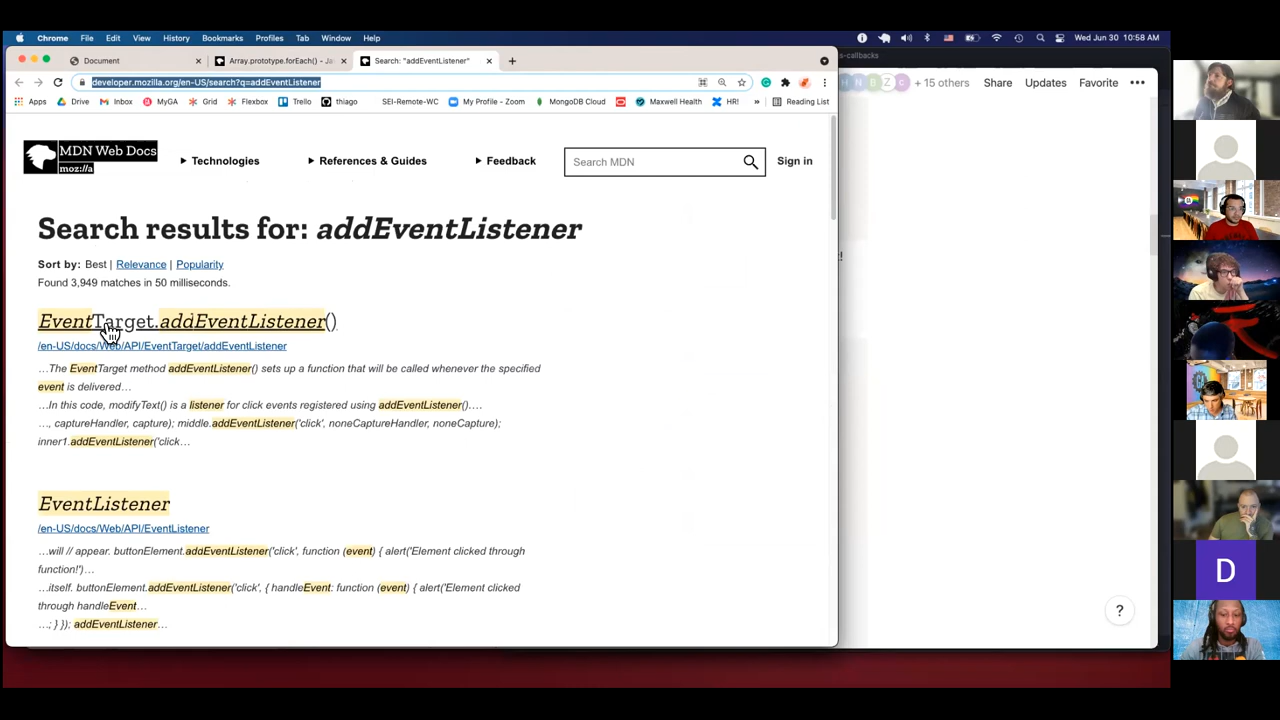 Chrome File Edit View History Bookmarks Profiles Tab Window Help
Wed Jun 30 10:58 AM
Document
Array.prototype.forEach() - Ja
Search: "addEventListener"
s-callbacks
developer.mozilla.org/en-US/search?q=addEventListener
+ 15 others Share Updates Favorite
Apps Drive Inbox MyGA Grid Flexbox Trello thiago SEI-Remote-WC My Profile - Zoom MongoDB Cloud Maxwell Health HR! » Reading List
MDN Web Docs
moz://a
Technologies References & Guides Feedback Search MDN Sign in
Search results for: addEventListener
Sort by: Best | Relevance | Popularity
Found 3,949 matches in 50 milliseconds.
EventTarget.addEventListener()
/en-US/docs/Web/API/EventTarget/addEventListener
…The EventTarget method addEventListener() sets up a function that will be called whenever the specified
event is delivered…
…In this code, modifyText() is a listener for click events registered using addEventListener().…
…, captureHandler, capture); middle.addEventListener('click', noneCaptureHandler, noneCapture);
inner1.addEventListener('click…
EventListener
/en-US/docs/Web/API/EventListener
…will // appear. buttonElement.addEventListener('click', function (event) { alert('Element clicked through
function!')…
…itself. buttonElement.addEventListener('click', { handleEvent: function (event) { alert('Element clicked
through handleEvent…
…; } }); addEventListener…
?
D